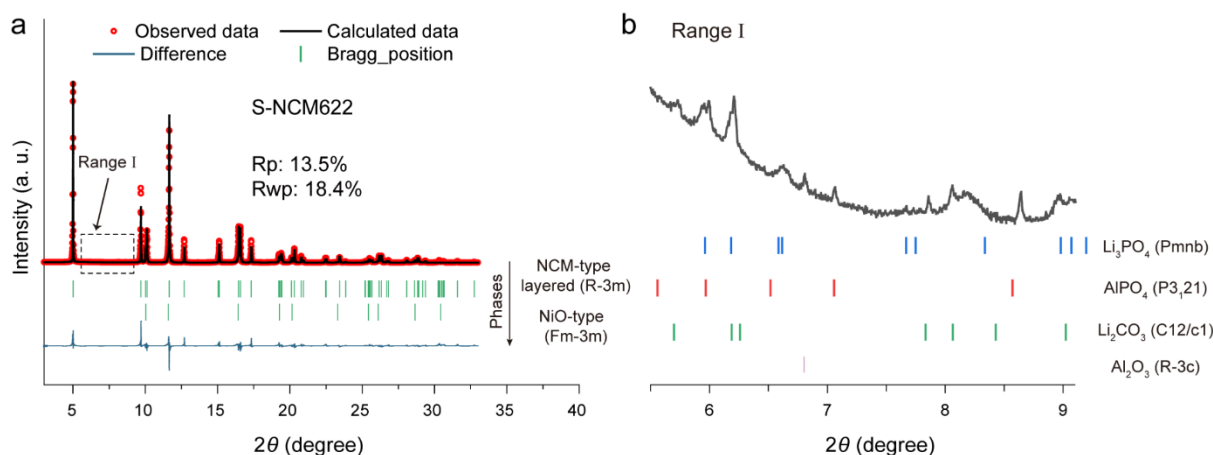 a
Observed data
Calculated data
Difference
Bragg_position
S-NCM622
Range I
Rp: 13.5%
Rwp: 18.4%
Intensity (a. u.)
NCM-type
layered (R-3m)
NiO-type
(Fm-3m)
Phases
5 10 15 20 25 30 35 40
2θ (degree)
b
Range I
Li₃PO₄ (Pmnb)
AlPO₄ (P3₁21)
Li₂CO₃ (C12/c1)
Al₂O₃ (R-3c)
6 7 8 9
2θ (degree)